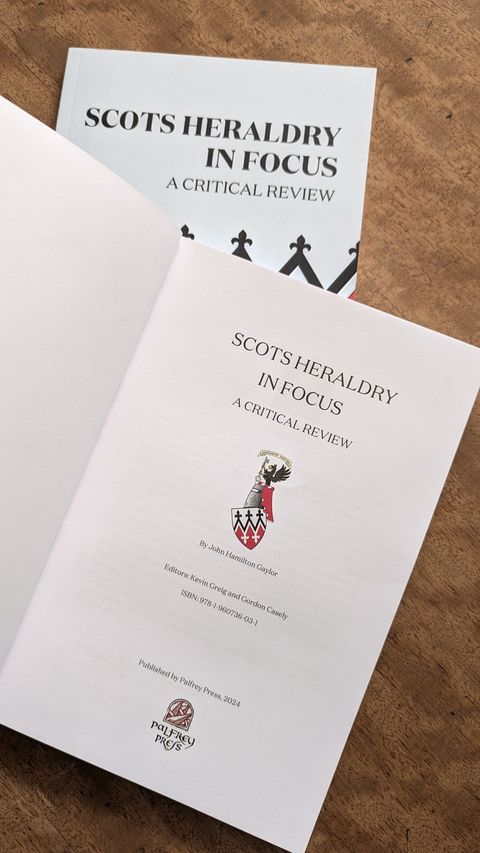 SCOTS HERALDRY
IN FOCUS
A CRITICAL REVIEW
SCOTS HERALDRY
IN FOCUS
A CRITICAL REVIEW
By John Hamilton Gaylor
Editors: Kevin Greig and Gordon Casely
ISBN: 978-1-960736-03-1
Published by Palfrey Press, 2024
PALFREY
PRESS